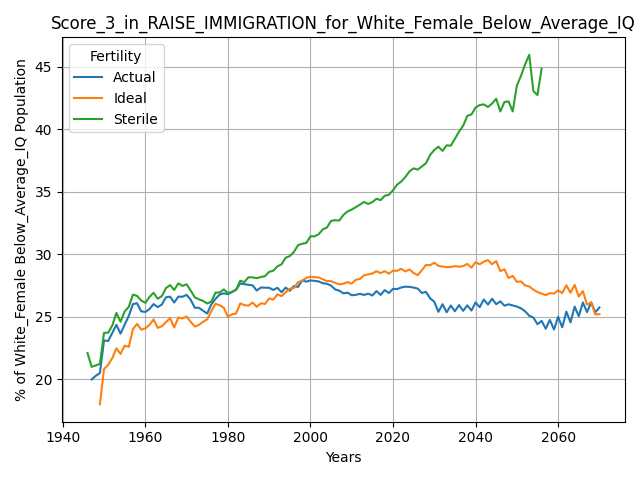 Score_3_in_RAISE_IMMIGRATION_for_White_Female_Below_Average_IQ
% of White_Female Below_Average_IQ Population
45
40
35
30
25
20
Fertility
Actual
Ideal
Sterile
1940 1960 1980 2000 2020 2040 2060
Years